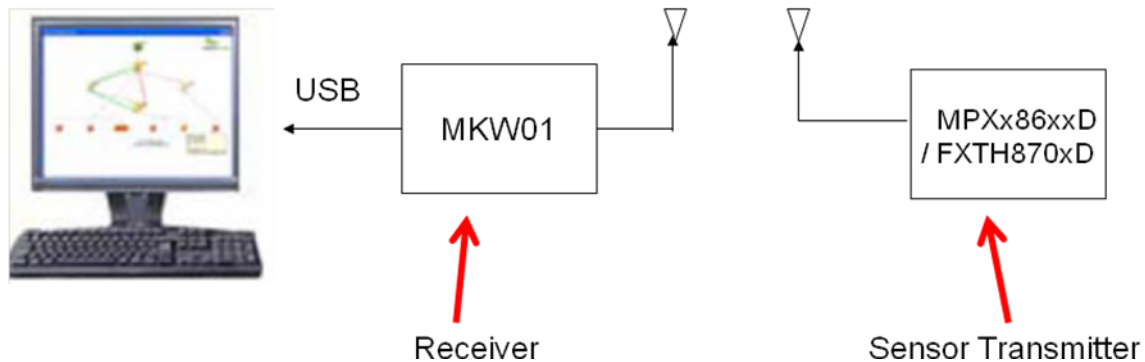 USB
MKW01
MPXx86xxD
/ FXTH870xD
Receiver
Sensor Transmitter